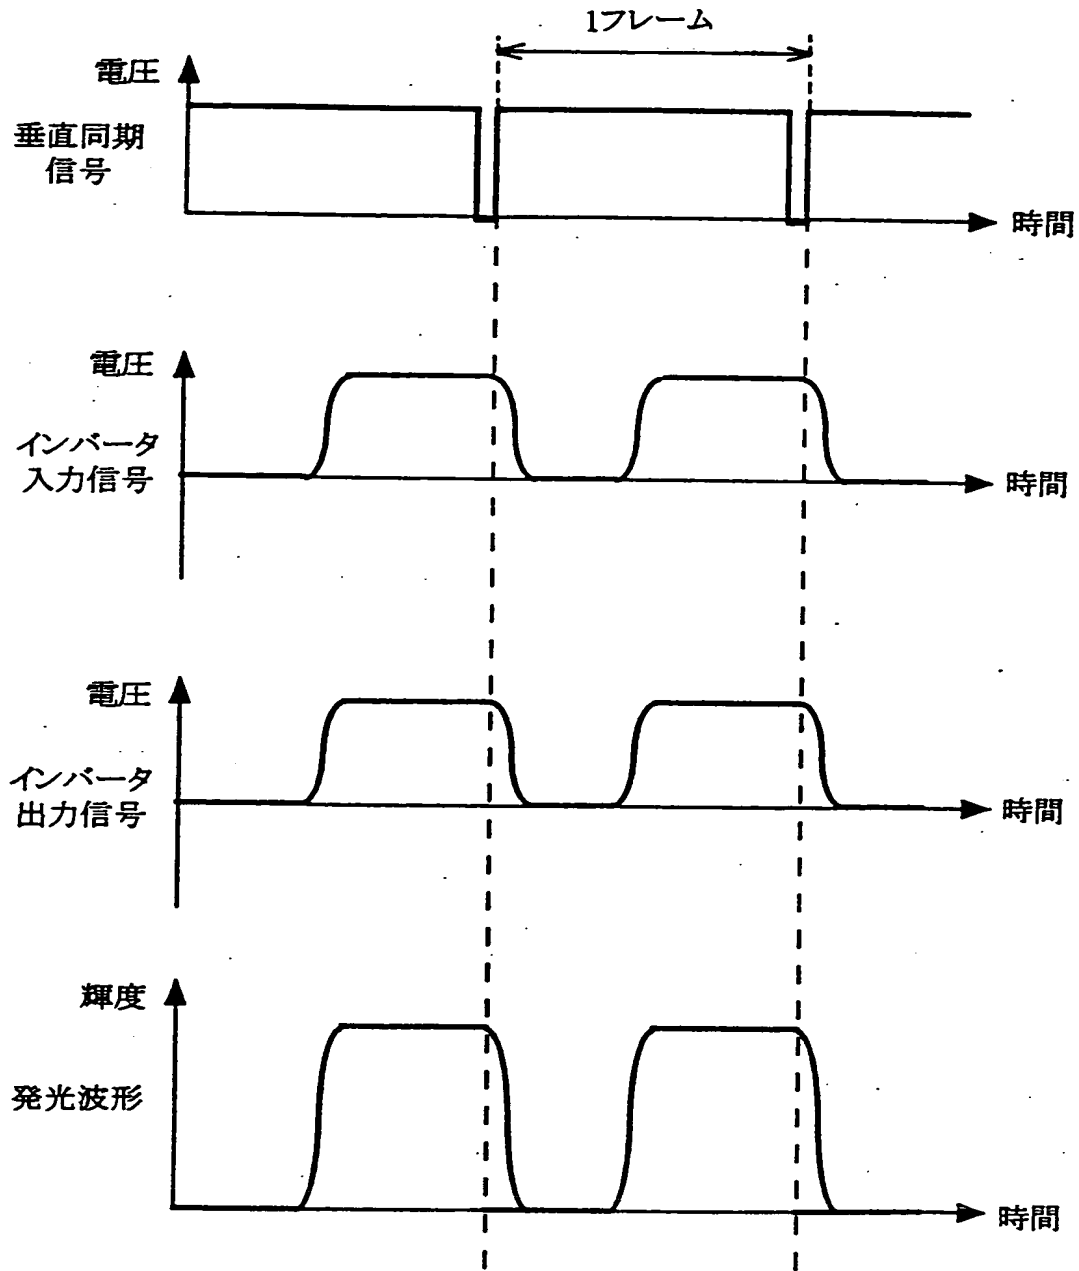 1フレーム
電圧
垂直同期
信号
時間
電圧
インバータ
入力信号
時間
電圧
インバータ
出力信号
時間
輝度
発光波形
時間